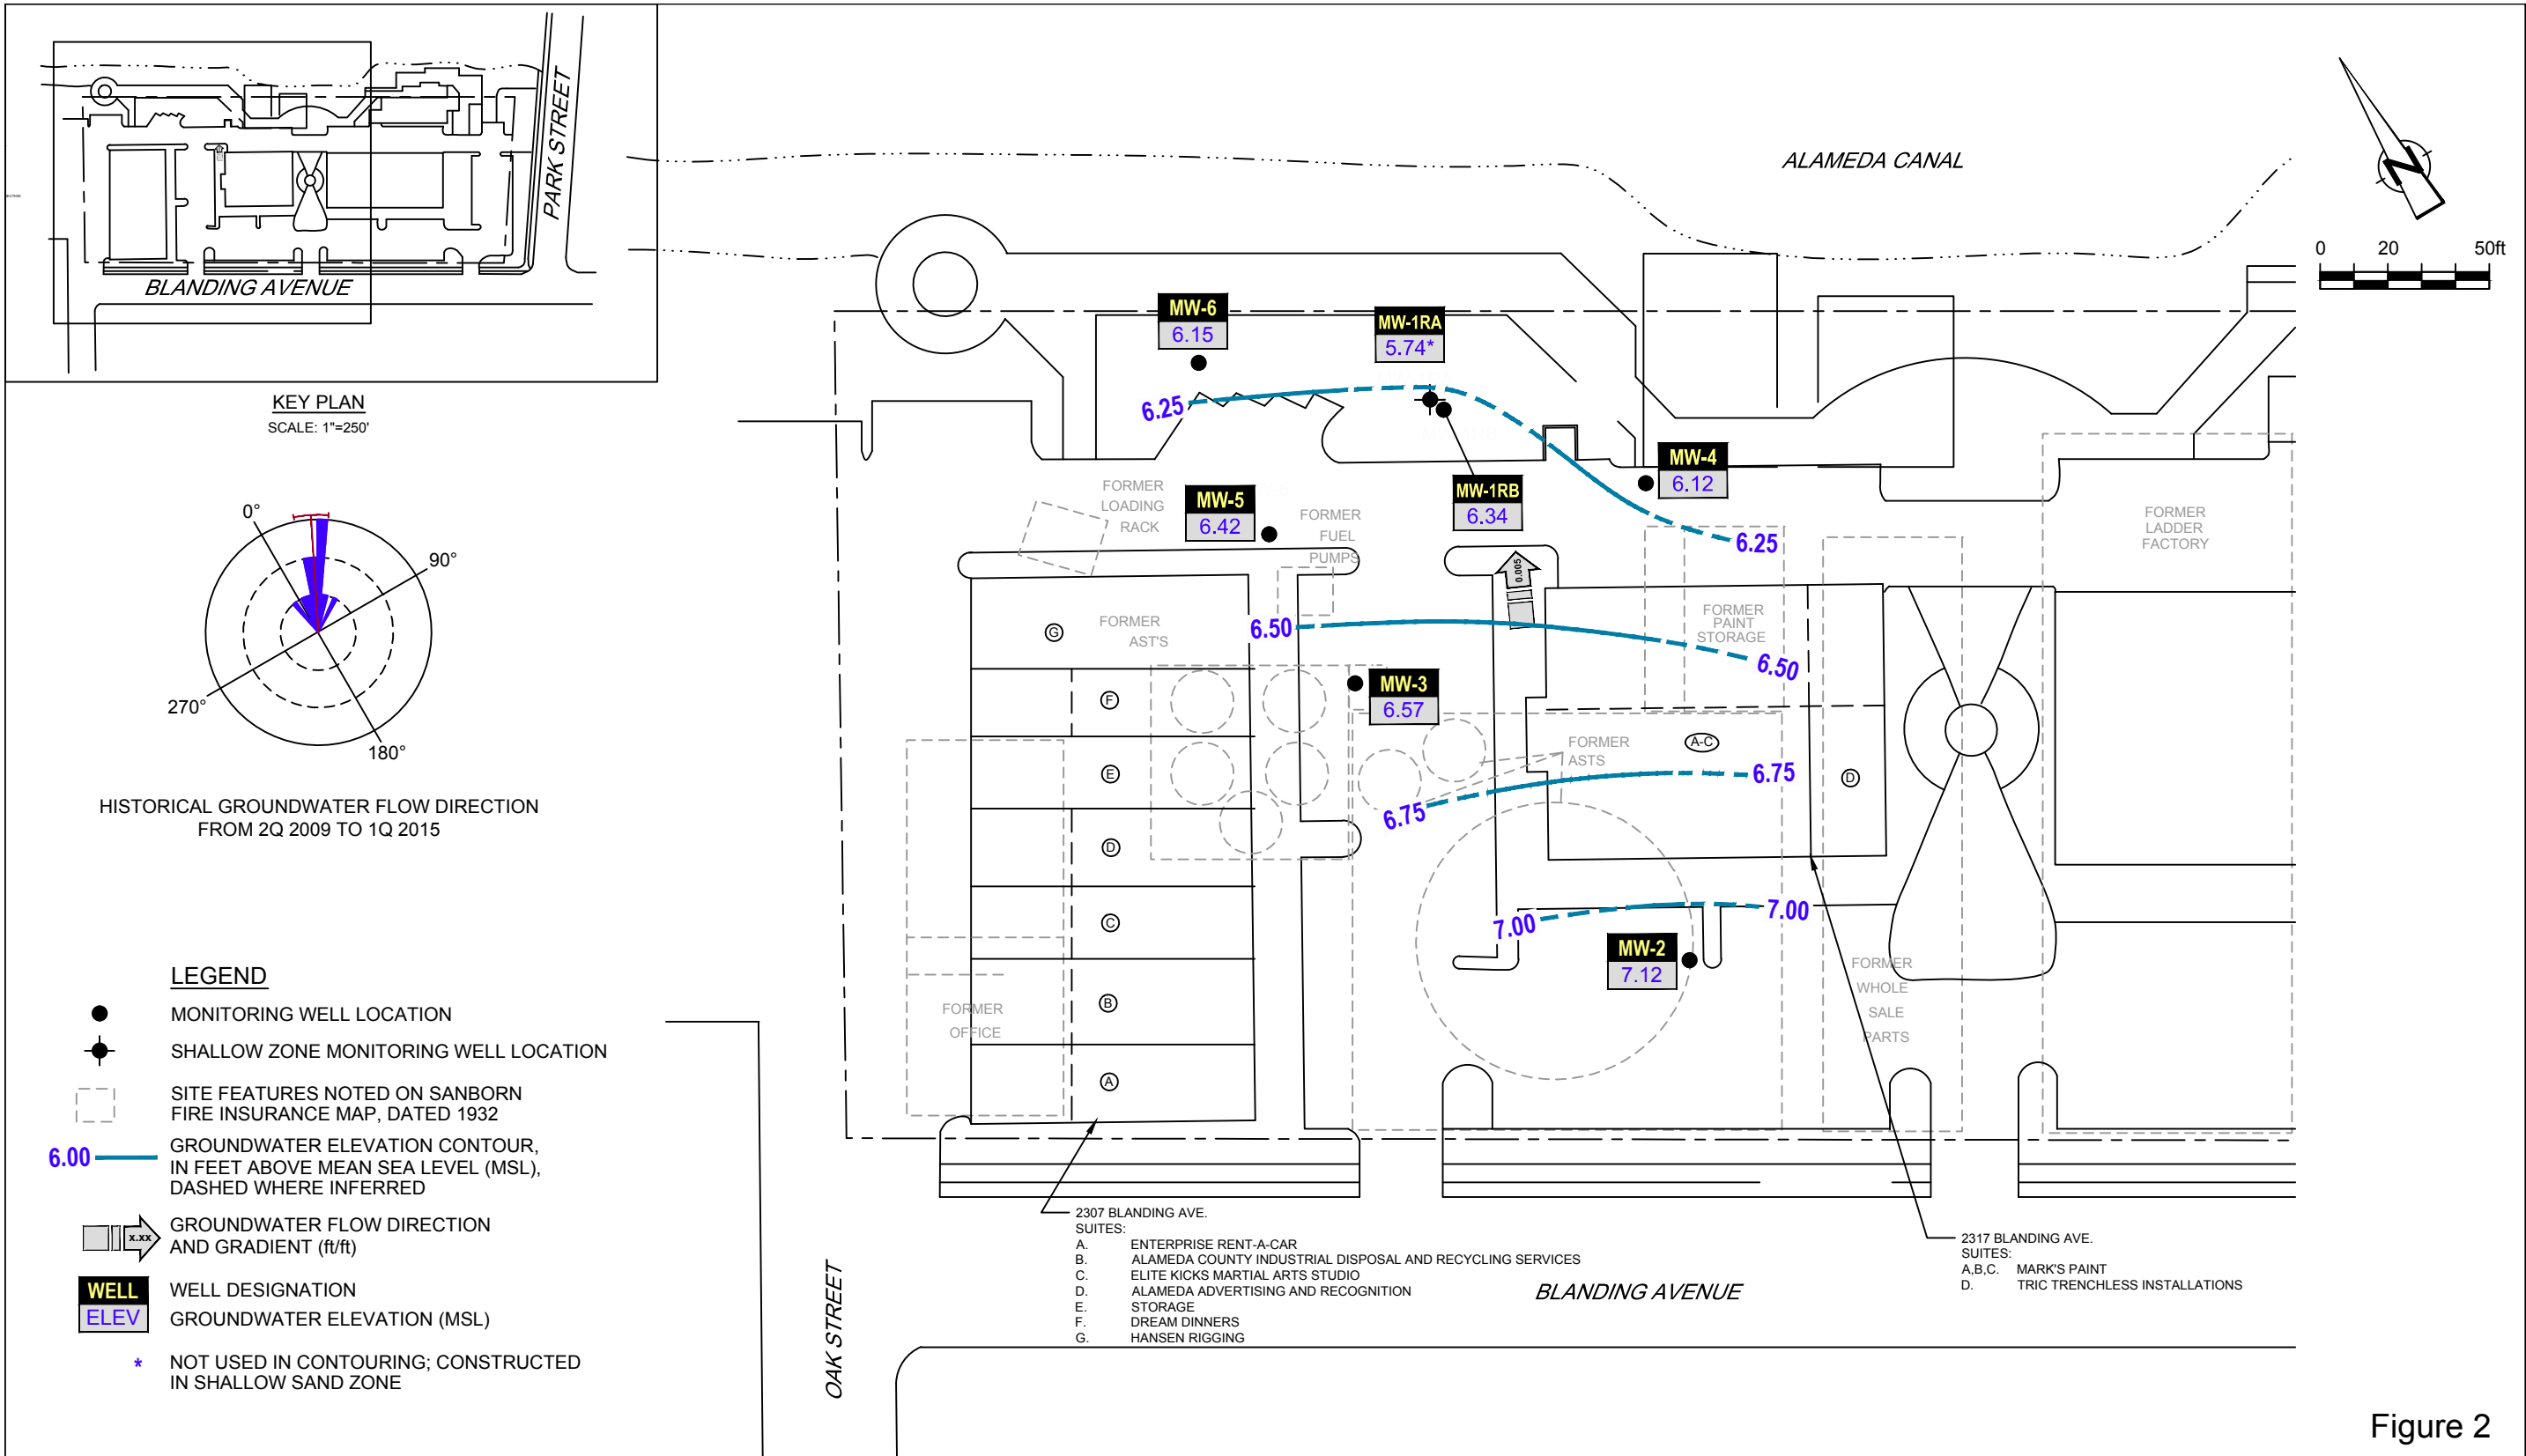 PARK STREET
BLANDING AVENUE
KEY PLAN
SCALE: 1"=250'
0°
90°
270°
180°
HISTORICAL GROUNDWATER FLOW DIRECTION
FROM 2Q 2009 TO 1Q 2015
LEGEND
MONITORING WELL LOCATION
SHALLOW ZONE MONITORING WELL LOCATION
SITE FEATURES NOTED ON SANBORN
FIRE INSURANCE MAP, DATED 1932
6.00
GROUNDWATER ELEVATION CONTOUR,
IN FEET ABOVE MEAN SEA LEVEL (MSL),
DASHED WHERE INFERRED
x.xx
GROUNDWATER FLOW DIRECTION
AND GRADIENT (ft/ft)
WELL
WELL DESIGNATION
ELEV
GROUNDWATER ELEVATION (MSL)
*
NOT USED IN CONTOURING; CONSTRUCTED
IN SHALLOW SAND ZONE
ALAMEDA CANAL
N
0 20 50ft
MW-6
6.15
MW-1RA
5.74*
6.25
MW-4
6.12
MW-1RB
6.34
MW-5
6.42
FORMER
LOADING
RACK
FORMER
FUEL
PUMPS
FORMER
LADDER
FACTORY
6.25
0.005
G
FORMER
AST'S
6.50
FORMER
PAINT
STORAGE
6.50
MW-3
6.57
F
E
D
C
B
A
FORMER
ASTS
A-C
D
6.75
6.75
7.00
7.00
MW-2
7.12
FORMER
OFFICE
FORMER
WHOLE
SALE
PARTS
2307 BLANDING AVE.
SUITES:
A. ENTERPRISE RENT-A-CAR
B. ALAMEDA COUNTY INDUSTRIAL DISPOSAL AND RECYCLING SERVICES
C. ELITE KICKS MARTIAL ARTS STUDIO
D. ALAMEDA ADVERTISING AND RECOGNITION
E. STORAGE
F. DREAM DINNERS
G. HANSEN RIGGING
2317 BLANDING AVE.
SUITES:
A,B,C. MARK'S PAINT
D. TRIC TRENCHLESS INSTALLATIONS
BLANDING AVENUE
OAK STREET
Figure 2